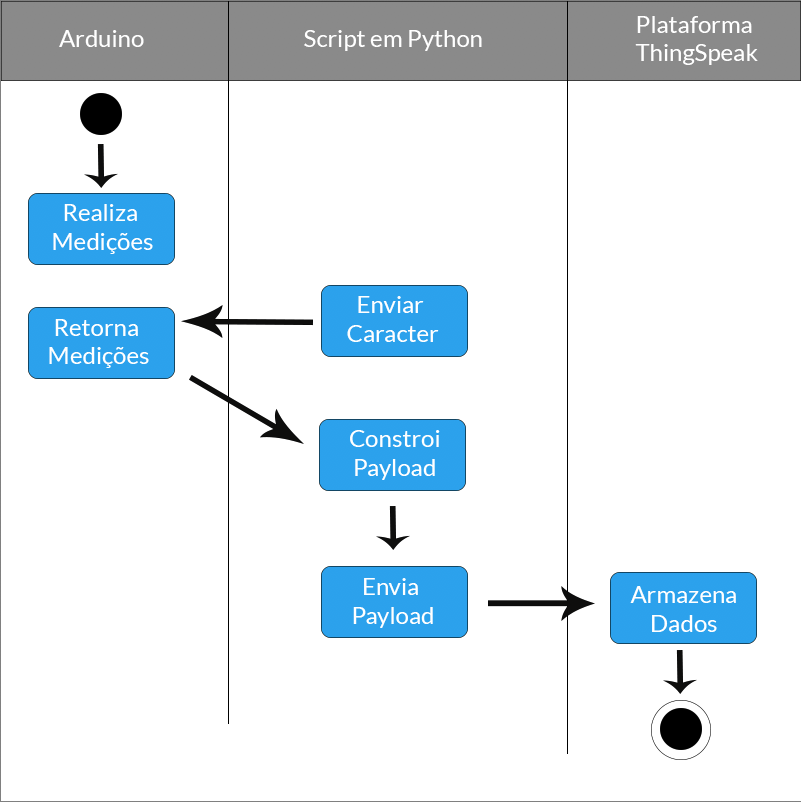 Arduino
Script em Python
Plataforma
ThingSpeak
Realiza
Medições
Enviar
Caracter
Retorna
Medições
Constroi
Payload
Envia
Payload
Armazena
Dados